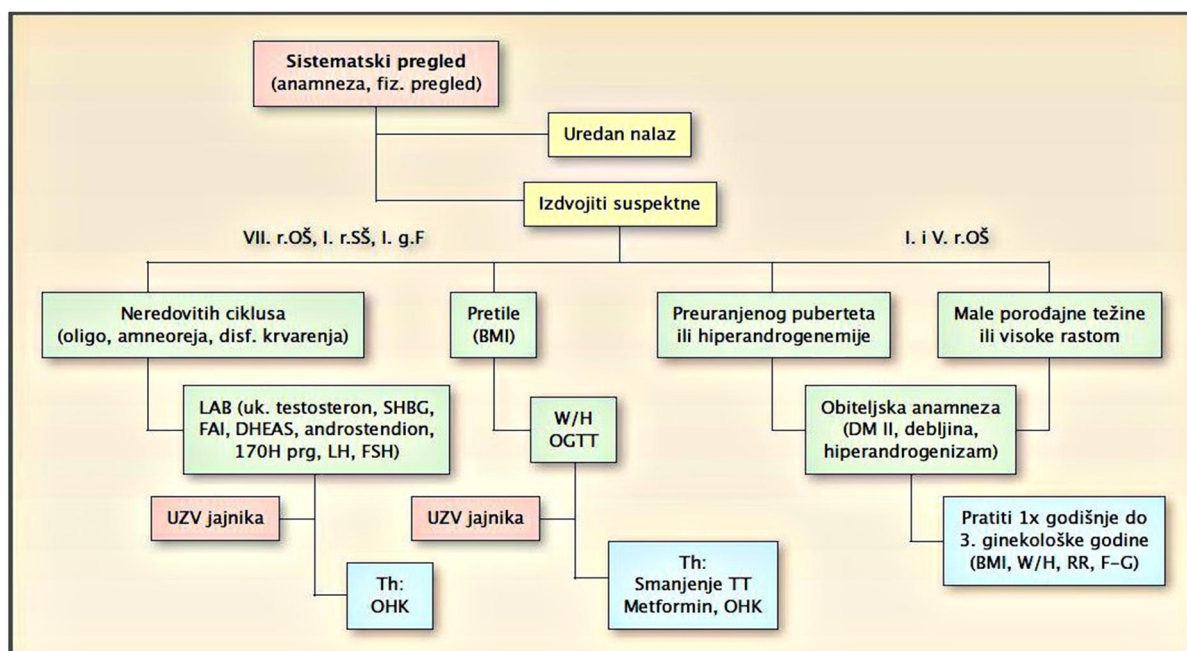 Sistematski pregled
(anamneza, fiz. pregled)
Uredan nalaz
Izdvojiti suspektne
VII. r.OŠ, I. r.SŠ, I. g.F
I. i V. r.OŠ
Neredovitih ciklusa
(oligo, amneoreja, disf. krvarenja)
Pretile
(BMI)
Preuranjenog puberteta
ili hiperandrogenemije
Male porođajne težine
ili visoke rastom
LAB (uk. testosteron, SHBG,
FAI, DHEAS, androstendion,
170H prg, LH, FSH)
W/H
OGTT
Obiteljska anamneza
(DM II, debljina,
hiperandrogenizam)
UZV jajnika
UZV jajnika
Pratiti 1x godišnje do
3. ginekološke godine
(BMI, W/H, RR, F-G)
Th:
OHK
Th:
Smanjenje TT
Metformin, OHK